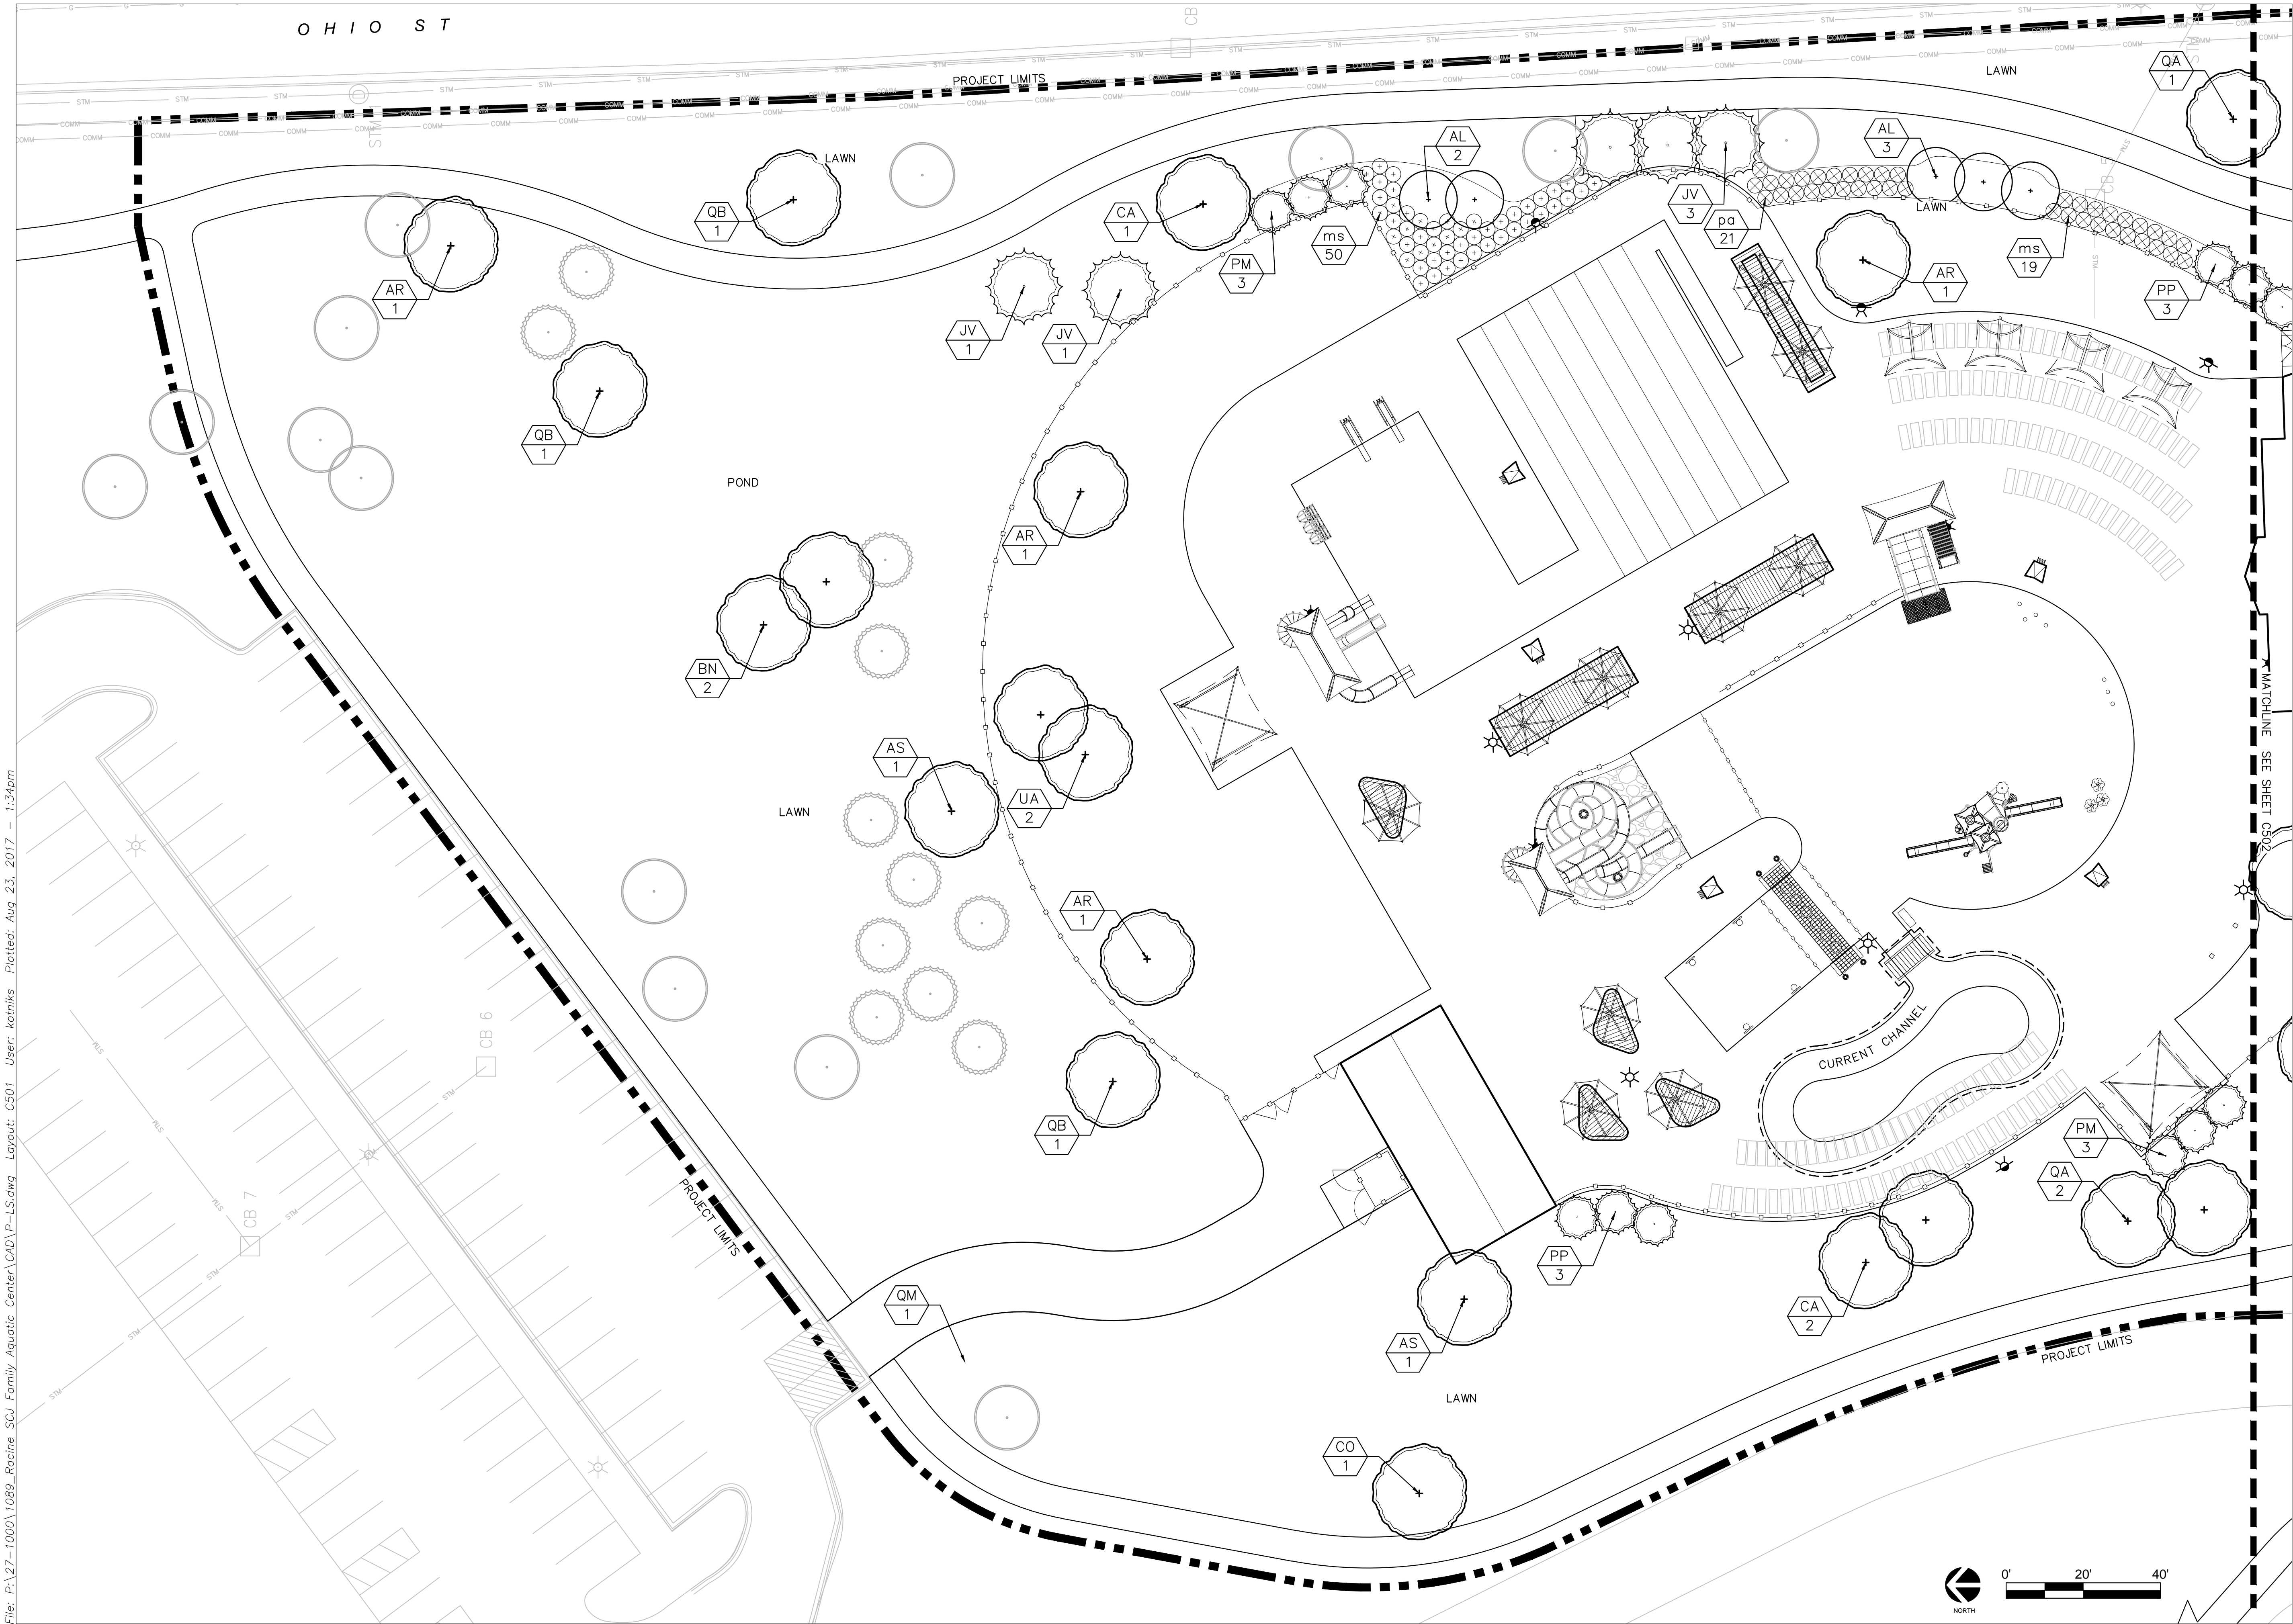 OHIO ST
PROJECT LIMITS
LAWN
QA
1
LAWN
QB
1
CA
1
AL
2
AL
3
JV
3
pa
21
LAWN
ms
50
PM
3
ms
19
AR
1
AR
1
PP
3
JV
1
JV
1
QB
1
POND
AR
1
BN
2
AS
1
UA
2
LAWN
MATCHLINE SEE SHEET C502
AR
1
CURRENT CHANNEL
QB
1
PM
3
QA
2
PROJECT LIMITS
PP
3
QM
1
CA
2
AS
1
PROJECT LIMITS
LAWN
CO
1
CB 6
CB 7
STM
COMM
CB
NORTH
0' 20' 40'
File: P:\27-1000\1089_Racine SCJ Family Aquatic Center\CAD\P-LS.dwg Layout: C501 User: kotniks Plotted: Aug 23, 2017 - 1:34pm